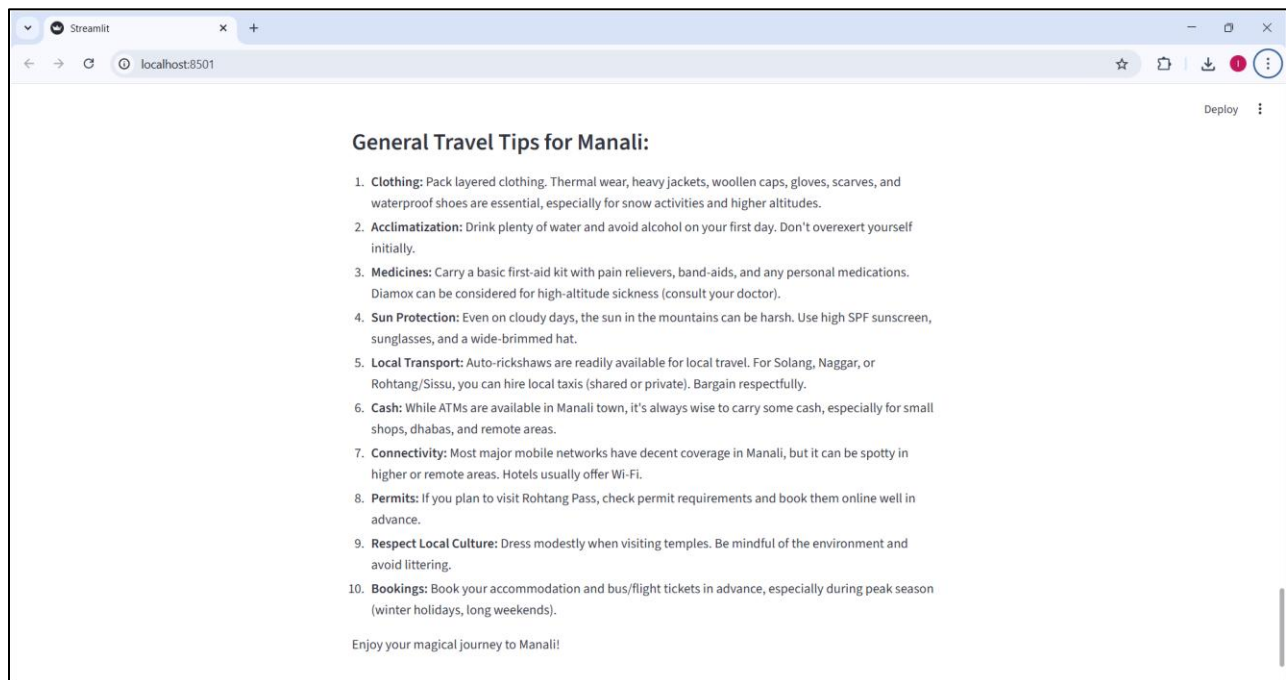 Streamlit
localhost:8501
Deploy
General Travel Tips for Manali:
1. Clothing: Pack layered clothing. Thermal wear, heavy jackets, woollen caps, gloves, scarves, and
waterproof shoes are essential, especially for snow activities and higher altitudes.
2. Acclimatization: Drink plenty of water and avoid alcohol on your first day. Don't overexert yourself
initially.
3. Medicines: Carry a basic first-aid kit with pain relievers, band-aids, and any personal medications.
Diamox can be considered for high-altitude sickness (consult your doctor).
4. Sun Protection: Even on cloudy days, the sun in the mountains can be harsh. Use high SPF sunscreen,
sunglasses, and a wide-brimmed hat.
5. Local Transport: Auto-rickshaws are readily available for local travel. For Solang, Naggar, or
Rohtang/Sissu, you can hire local taxis (shared or private). Bargain respectfully.
6. Cash: While ATMs are available in Manali town, it's always wise to carry some cash, especially for small
shops, dhabas, and remote areas.
7. Connectivity: Most major mobile networks have decent coverage in Manali, but it can be spotty in
higher or remote areas. Hotels usually offer Wi-Fi.
8. Permits: If you plan to visit Rohtang Pass, check permit requirements and book them online well in
advance.
9. Respect Local Culture: Dress modestly when visiting temples. Be mindful of the environment and
avoid littering.
10. Bookings: Book your accommodation and bus/flight tickets in advance, especially during peak season
(winter holidays, long weekends).
Enjoy your magical journey to Manali!